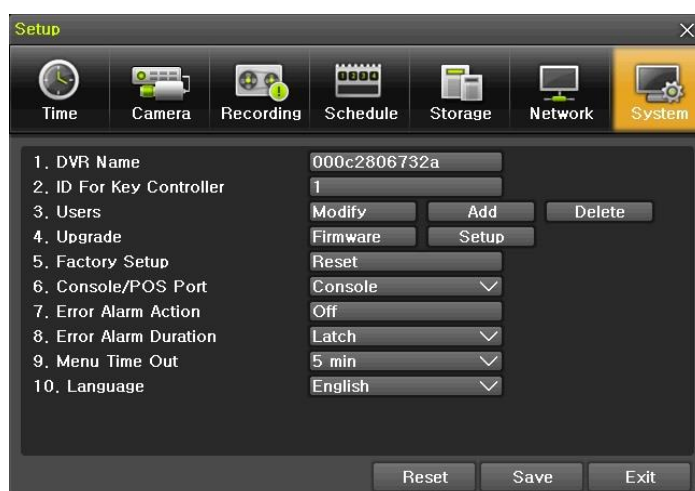 Setup
Time Camera Recording Schedule Storage Network System
1. DVR Name 000c2806732a
2. ID For Key Controller 1
3. Users Modify Add Delete
4. Upgrade Firmware Setup
5. Factory Setup Reset
6. Console/POS Port Console
7. Error Alarm Action Off
8. Error Alarm Duration Latch
9. Menu Time Out 5 min
10. Language English
Reset Save Exit